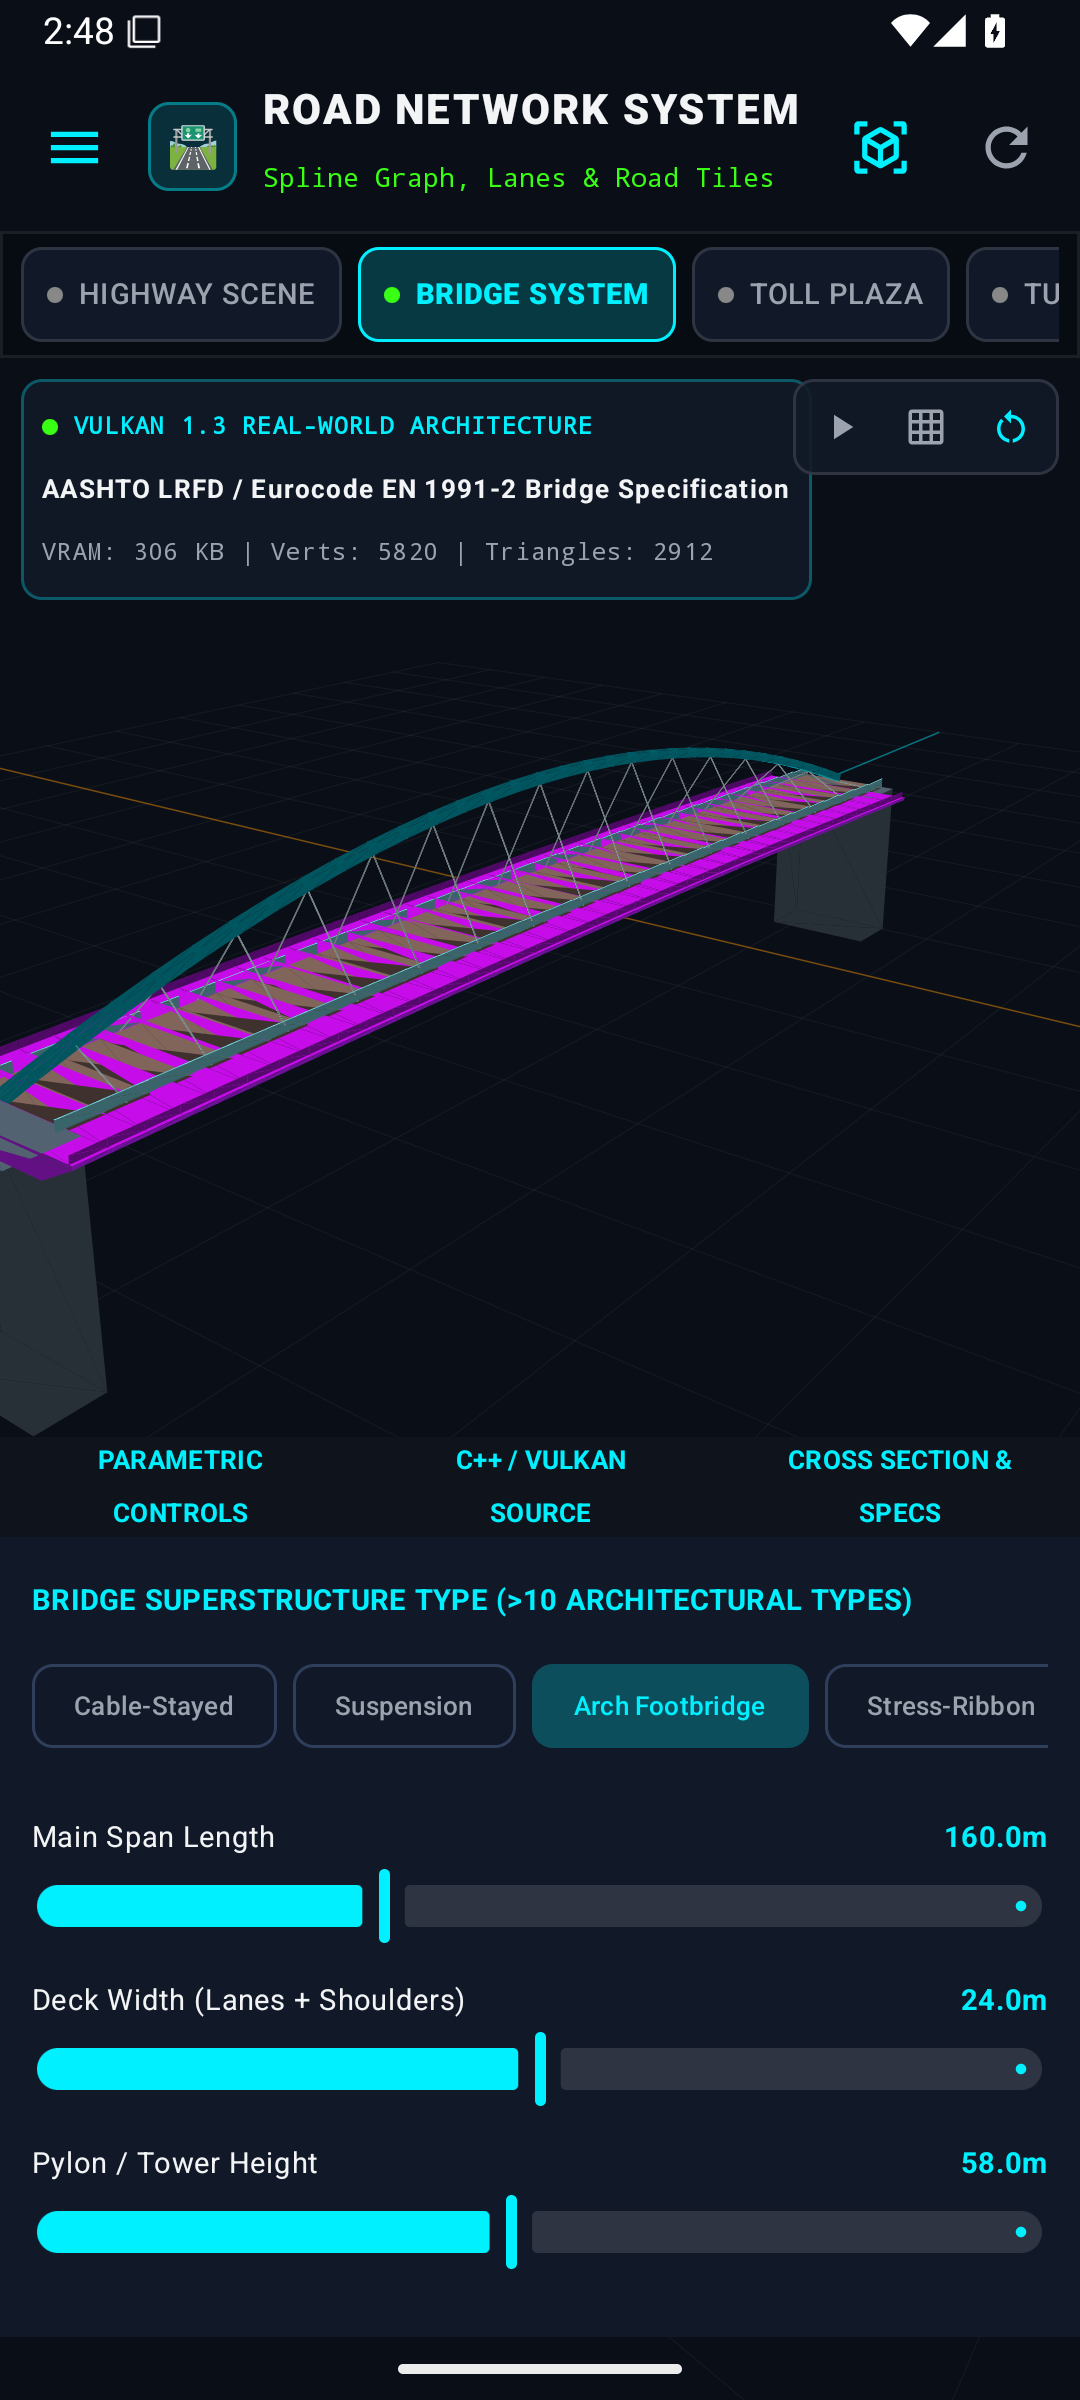 2:48
ROAD NETWORK SYSTEM
Spline Graph, Lanes & Road Tiles
HIGHWAY SCENE
BRIDGE SYSTEM
TOLL PLAZA
TU
VULKAN 1.3 REAL-WORLD ARCHITECTURE
AASHTO LRFD / Eurocode EN 1991-2 Bridge Specification
VRAM: 306 KB | Verts: 5820 | Triangles: 2912
PARAMETRIC
CONTROLS
C++ / VULKAN
SOURCE
CROSS SECTION &
SPECS
BRIDGE SUPERSTRUCTURE TYPE (>10 ARCHITECTURAL TYPES)
Cable-Stayed
Suspension
Arch Footbridge
Stress-Ribbon
Main Span Length
160.0m
Deck Width (Lanes + Shoulders)
24.0m
Pylon / Tower Height
58.0m